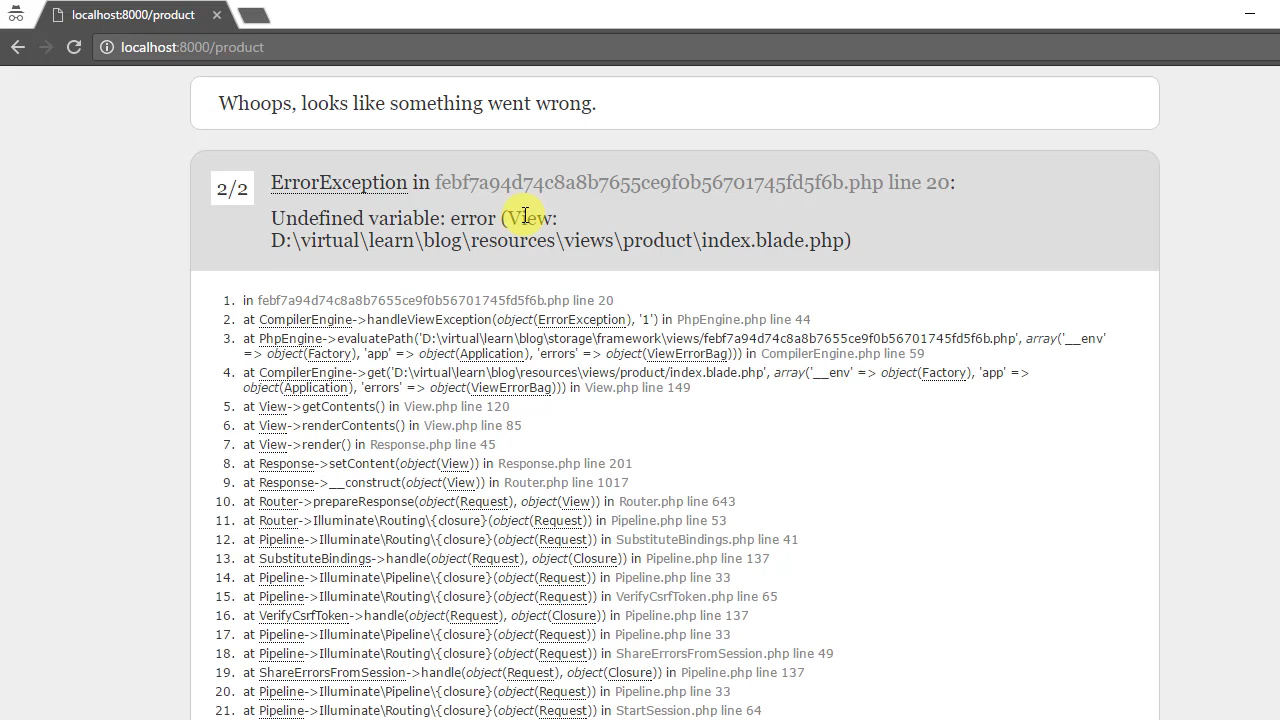 localhost:8000/product
localhost:8000/product
Whoops, looks like something went wrong.
2/2
ErrorException in febf7a94d74c8a8b7655ce9f0b56701745fd5f6b.php line 20:
Undefined variable: error (View:
D:\virtual\learn\blog\resources\views\product\index.blade.php)
1. in febf7a94d74c8a8b7655ce9f0b56701745fd5f6b.php line 20
2. at CompilerEngine->handleViewException(object(ErrorException), '1') in PhpEngine.php line 44
3. at PhpEngine->evaluatePath('D:\virtual\learn\blog\storage\framework\views/febf7a94d74c8a8b7655ce9f0b56701745fd5f6b.php', array('__env'
=> object(Factory), 'app' => object(Application), 'errors' => object(ViewErrorBag))) in CompilerEngine.php line 59
4. at CompilerEngine->get('D:\virtual\learn\blog\resources\views/product/index.blade.php', array('__env' => object(Factory), 'app' =>
object(Application), 'errors' => object(ViewErrorBag))) in View.php line 149
5. at View->getContents() in View.php line 120
6. at View->renderContents() in View.php line 85
7. at View->render() in Response.php line 45
8. at Response->setContent(object(View)) in Response.php line 201
9. at Response->__construct(object(View)) in Router.php line 1017
10. at Router->prepareResponse(object(Request), object(View)) in Router.php line 643
11. at Router->Illuminate\Routing\{closure}(object(Request)) in Pipeline.php line 53
12. at Pipeline->Illuminate\Routing\{closure}(object(Request)) in SubstituteBindings.php line 41
13. at SubstituteBindings->handle(object(Request), object(Closure)) in Pipeline.php line 137
14. at Pipeline->Illuminate\Pipeline\{closure}(object(Request)) in Pipeline.php line 33
15. at Pipeline->Illuminate\Routing\{closure}(object(Request)) in VerifyCsrfToken.php line 65
16. at VerifyCsrfToken->handle(object(Request), object(Closure)) in Pipeline.php line 137
17. at Pipeline->Illuminate\Pipeline\{closure}(object(Request)) in Pipeline.php line 33
18. at Pipeline->Illuminate\Routing\{closure}(object(Request)) in ShareErrorsFromSession.php line 49
19. at ShareErrorsFromSession->handle(object(Request), object(Closure)) in Pipeline.php line 137
20. at Pipeline->Illuminate\Pipeline\{closure}(object(Request)) in Pipeline.php line 33
21. at Pipeline->Illuminate\Routing\{closure}(object(Request)) in StartSession.php line 64